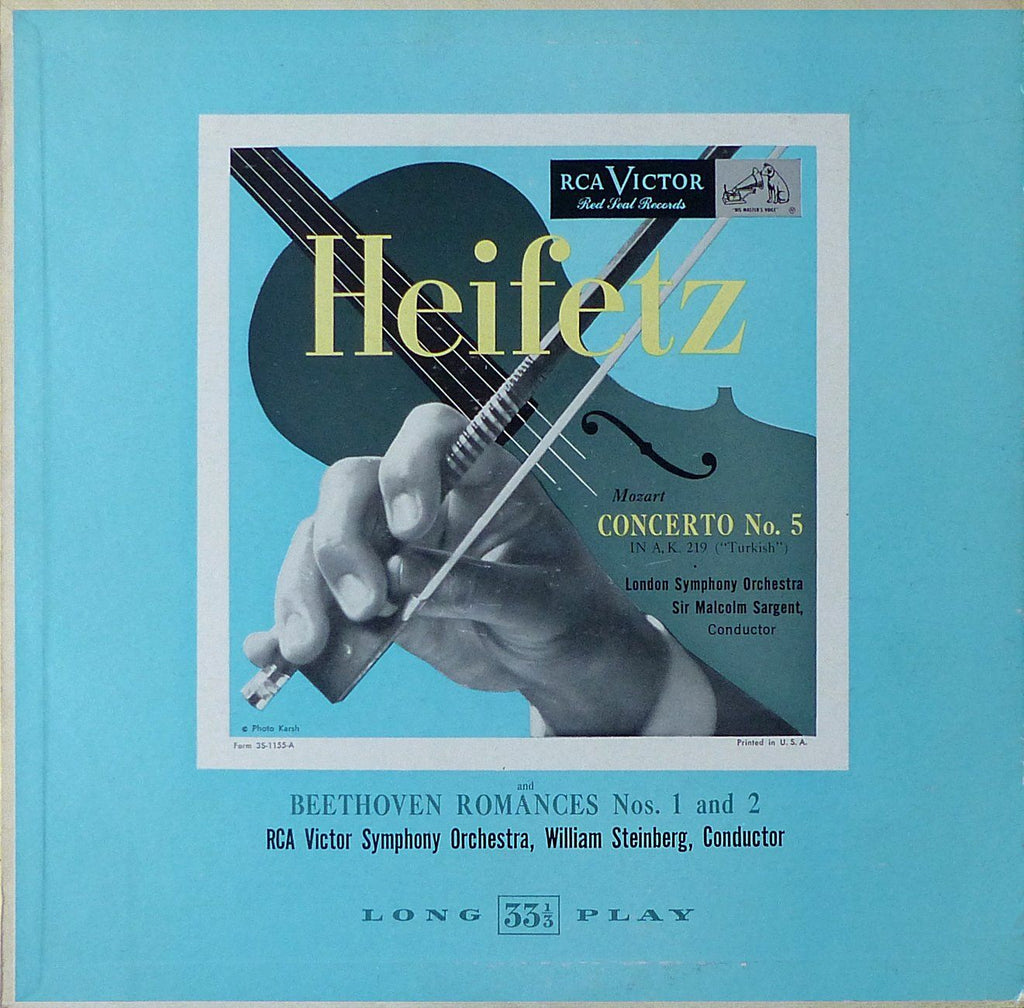 RCA VICTOR
Red Seal Records
"HIS MASTER'S VOICE" ®
Heifetz
Mozart
CONCERTO No. 5
IN A, K. 219 ("Turkish")
London Symphony Orchestra
Sir Malcolm Sargent,
Conductor
© Photo Karsh
Form 3S-1155-A
Printed in U. S. A.
and
BEETHOVEN ROMANCES Nos. 1 and 2
RCA Victor Symphony Orchestra, William Steinberg, Conductor
LONG 33⅓ PLAY